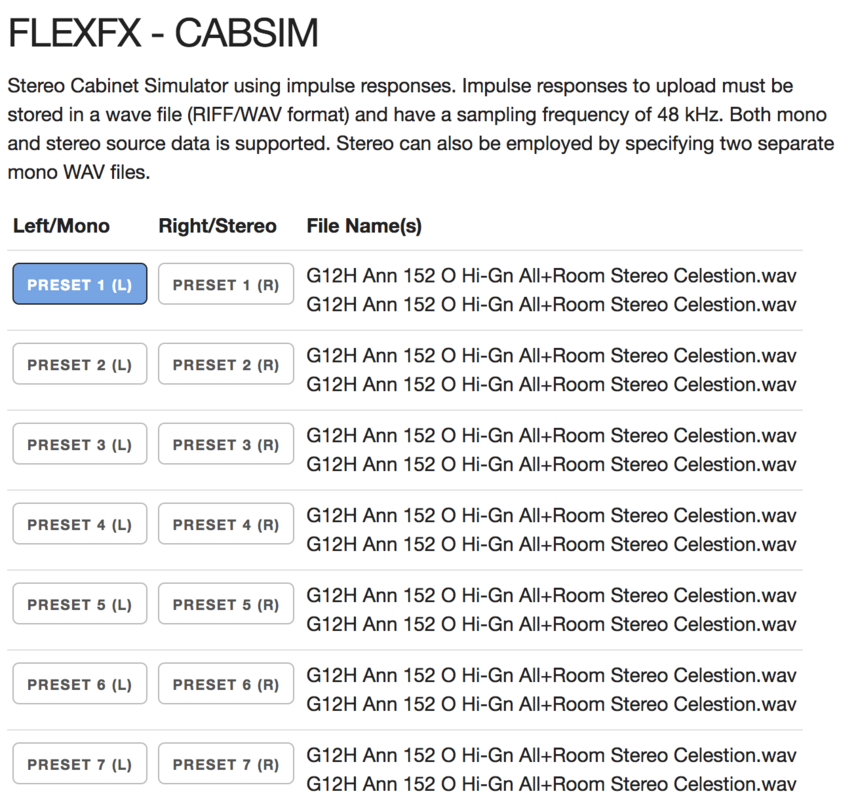 FLEXFX - CABSIM
Stereo Cabinet Simulator using impulse responses. Impulse responses to upload must be
stored in a wave file (RIFF/WAV format) and have a sampling frequency of 48 kHz. Both mono
and stereo source data is supported. Stereo can also be employed by specifying two separate
mono WAV files.
Left/Mono Right/Stereo File Name(s)
PRESET 1 (L) PRESET 1 (R) G12H Ann 152 O Hi-Gn All+Room Stereo Celestion.wav
G12H Ann 152 O Hi-Gn All+Room Stereo Celestion.wav
PRESET 2 (L) PRESET 2 (R) G12H Ann 152 O Hi-Gn All+Room Stereo Celestion.wav
G12H Ann 152 O Hi-Gn All+Room Stereo Celestion.wav
PRESET 3 (L) PRESET 3 (R) G12H Ann 152 O Hi-Gn All+Room Stereo Celestion.wav
G12H Ann 152 O Hi-Gn All+Room Stereo Celestion.wav
PRESET 4 (L) PRESET 4 (R) G12H Ann 152 O Hi-Gn All+Room Stereo Celestion.wav
G12H Ann 152 O Hi-Gn All+Room Stereo Celestion.wav
PRESET 5 (L) PRESET 5 (R) G12H Ann 152 O Hi-Gn All+Room Stereo Celestion.wav
G12H Ann 152 O Hi-Gn All+Room Stereo Celestion.wav
PRESET 6 (L) PRESET 6 (R) G12H Ann 152 O Hi-Gn All+Room Stereo Celestion.wav
G12H Ann 152 O Hi-Gn All+Room Stereo Celestion.wav
PRESET 7 (L) PRESET 7 (R) G12H Ann 152 O Hi-Gn All+Room Stereo Celestion.wav
G12H Ann 152 O Hi-Gn All+Room Stereo Celestion.wav